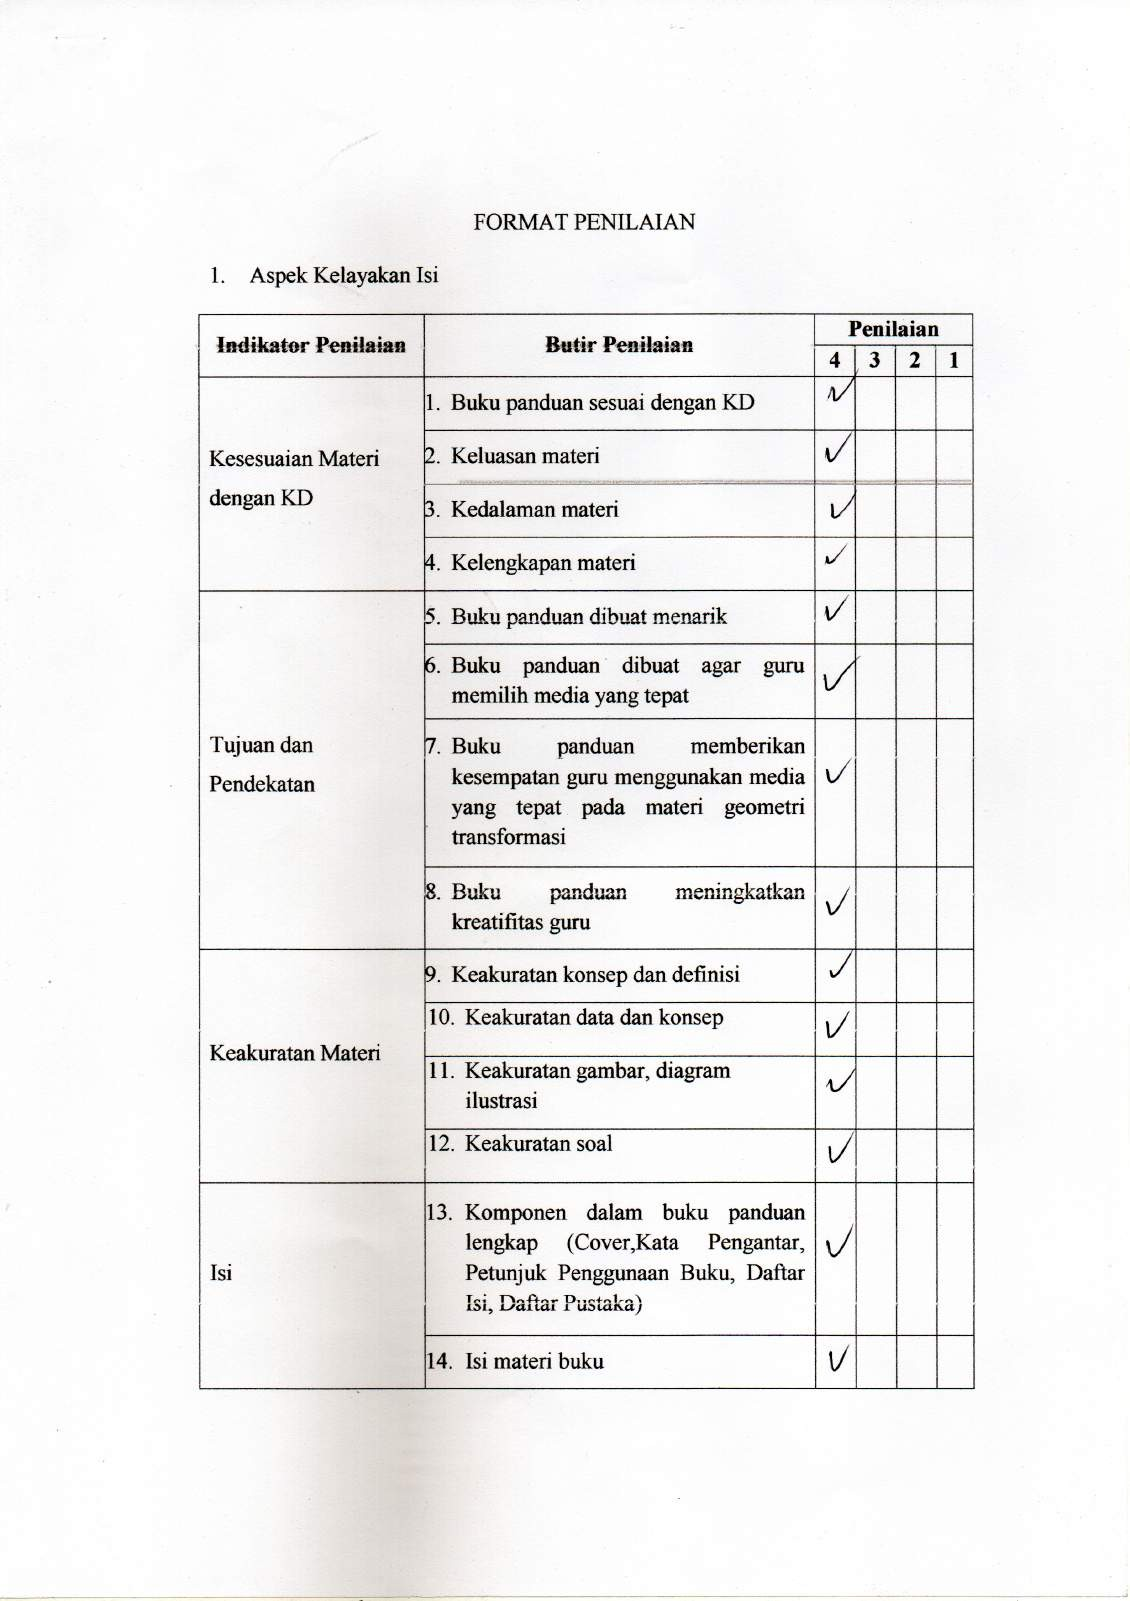 FORMAT PENILAIAN
1. Aspek Kelayakan Isi
Indikator Penilaian
Butir Penilaian
Penilaian
4 3 2 1
Kesesuaian Materi
dengan KD
1. Buku panduan sesuai dengan KD ✓
2. Keluasan materi ✓
3. Kedalaman materi ✓
4. Kelengkapan materi ✓
Tujuan dan
Pendekatan
5. Buku panduan dibuat menarik ✓
6. Buku panduan dibuat agar guru
memilih media yang tepat ✓
7. Buku panduan memberikan
kesempatan guru menggunakan media ✓
yang tepat pada materi geometri
transformasi
8. Buku panduan meningkatkan
kreatifitas guru ✓
Keakuratan Materi
9. Keakuratan konsep dan definisi ✓
10. Keakuratan data dan konsep ✓
11. Keakuratan gambar, diagram ✓
ilustrasi
12. Keakuratan soal ✓
Isi
13. Komponen dalam buku panduan
lengkap (Cover,Kata Pengantar, ✓
Petunjuk Penggunaan Buku, Daftar
Isi, Daftar Pustaka)
14. Isi materi buku ✓